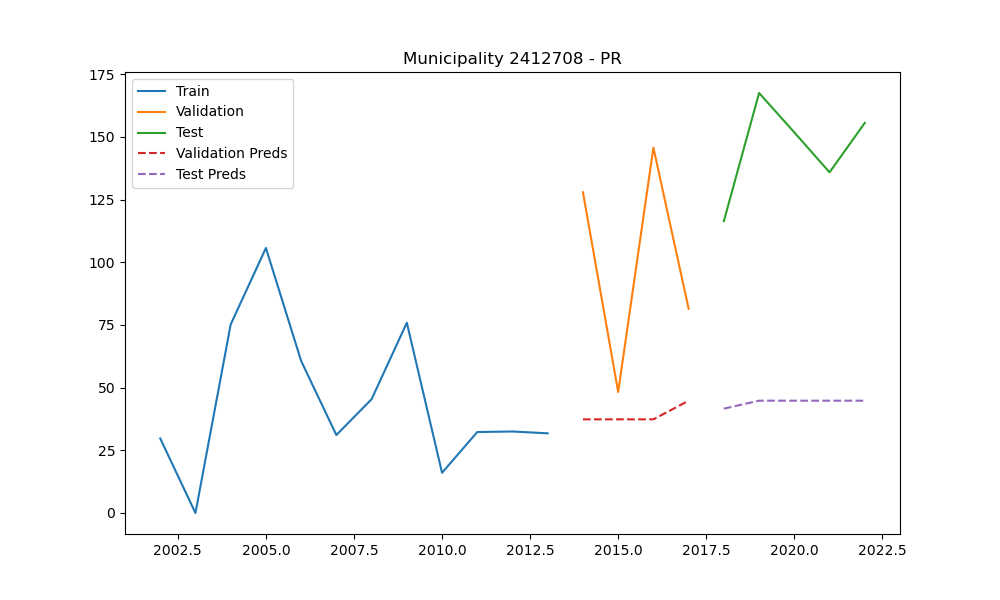 Municipality 2412708 - PR
175
150
125
100
75
50
25
0
Train
Validation
Test
Validation Preds
Test Preds
2002.5 2005.0 2007.5 2010.0 2012.5 2015.0 2017.5 2020.0 2022.5